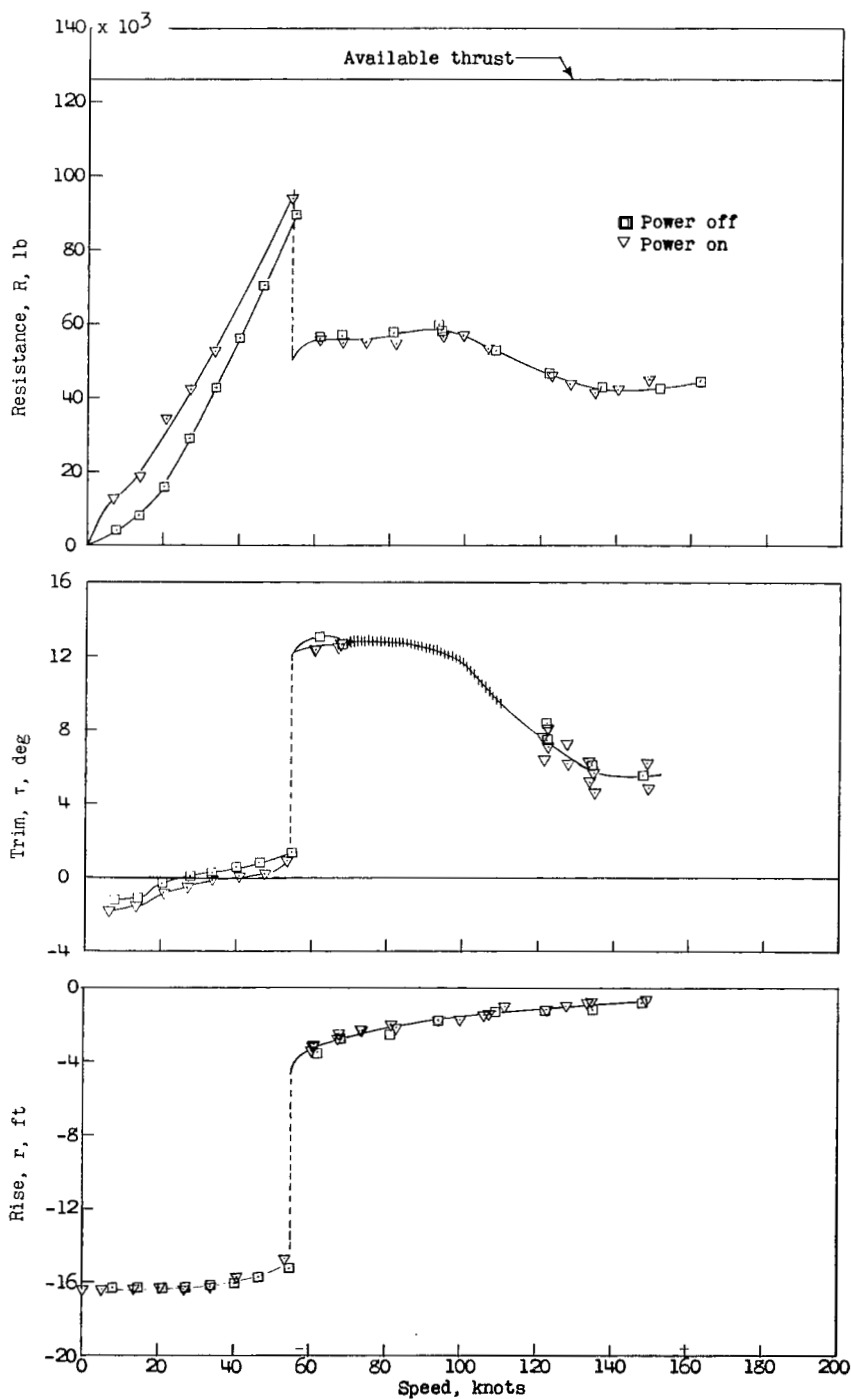 140 x 10³
Available thrust
120
100
Power off
Power on
80
60
40
20
0
Resistance, R, lb
16
12
8
4
0
-4
Trim, τ, deg
0
-4
-8
-12
-16
-20
Rise, r, ft
0 20 40 60 80 100 120 140 160 180 200
Speed, knots